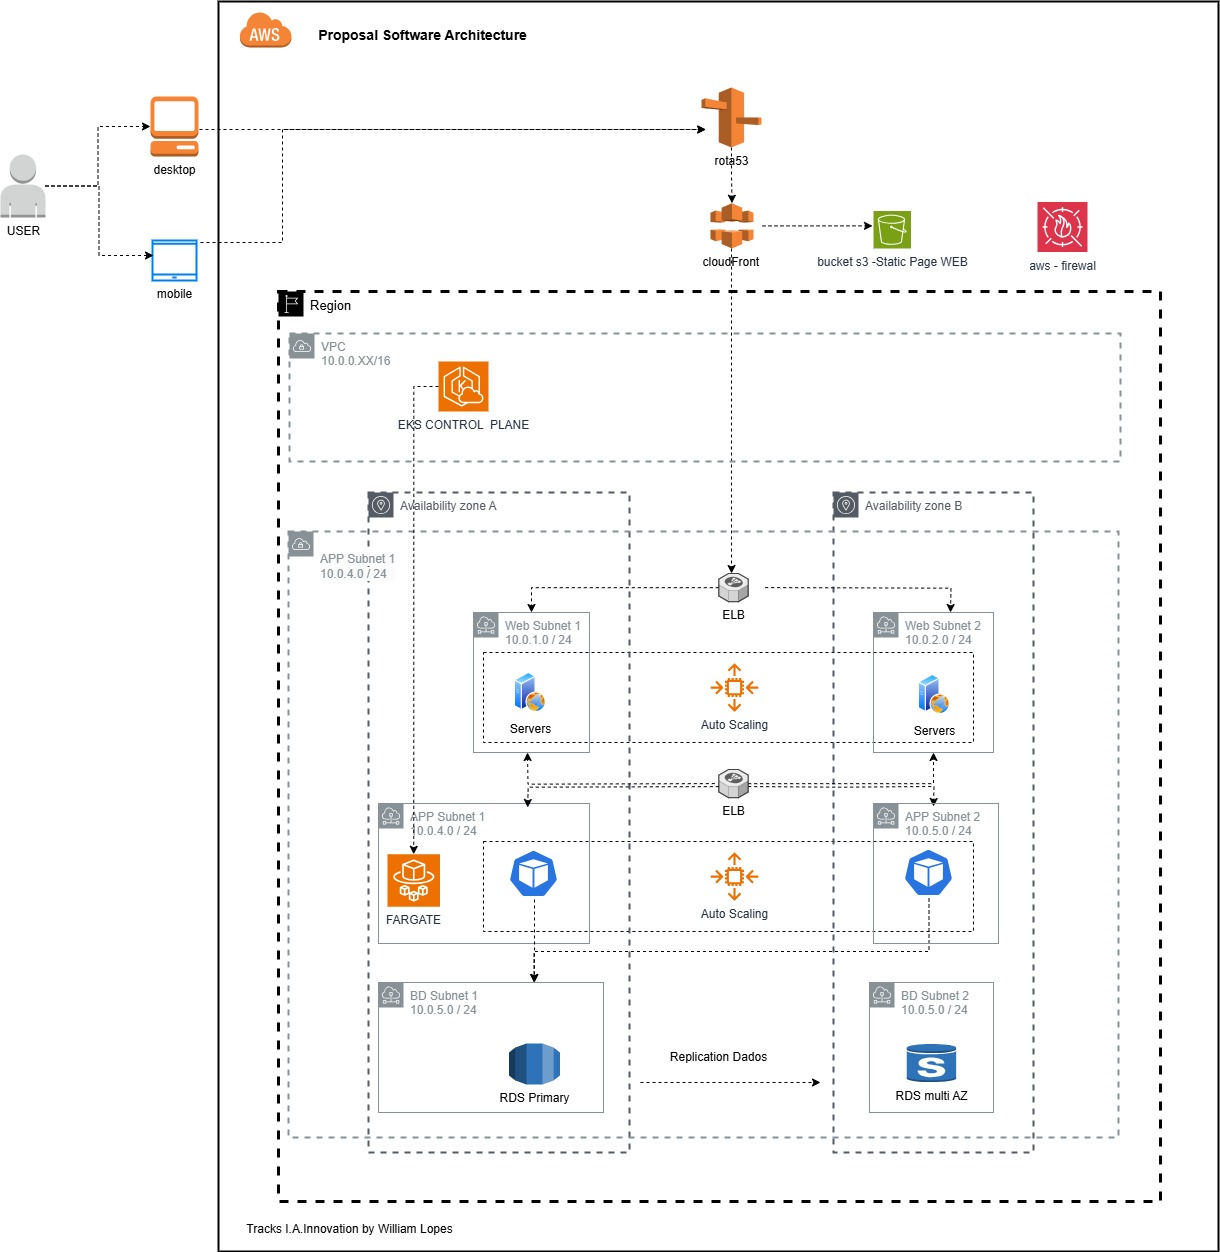 AWS
Proposal Software Architecture
desktop
rota53
USER
mobile
cloudFront
bucket s3 -Static Page WEB
aws - firewal
Region
VPC
10.0.0.XX/16
EKS CONTROL PLANE
Availability zone A
Availability zone B
APP Subnet 1
10.0.4.0 / 24
ELB
Web Subnet 1
10.0.1.0 / 24
Web Subnet 2
10.0.2.0 / 24
Servers
Auto Scaling
Servers
ELB
APP Subnet 1
10.0.4.0 / 24
APP Subnet 2
10.0.5.0 / 24
FARGATE
Auto Scaling
BD Subnet 1
10.0.5.0 / 24
BD Subnet 2
10.0.5.0 / 24
Replication Dados
RDS Primary
S
RDS multi AZ
Tracks I.A.Innovation by William Lopes